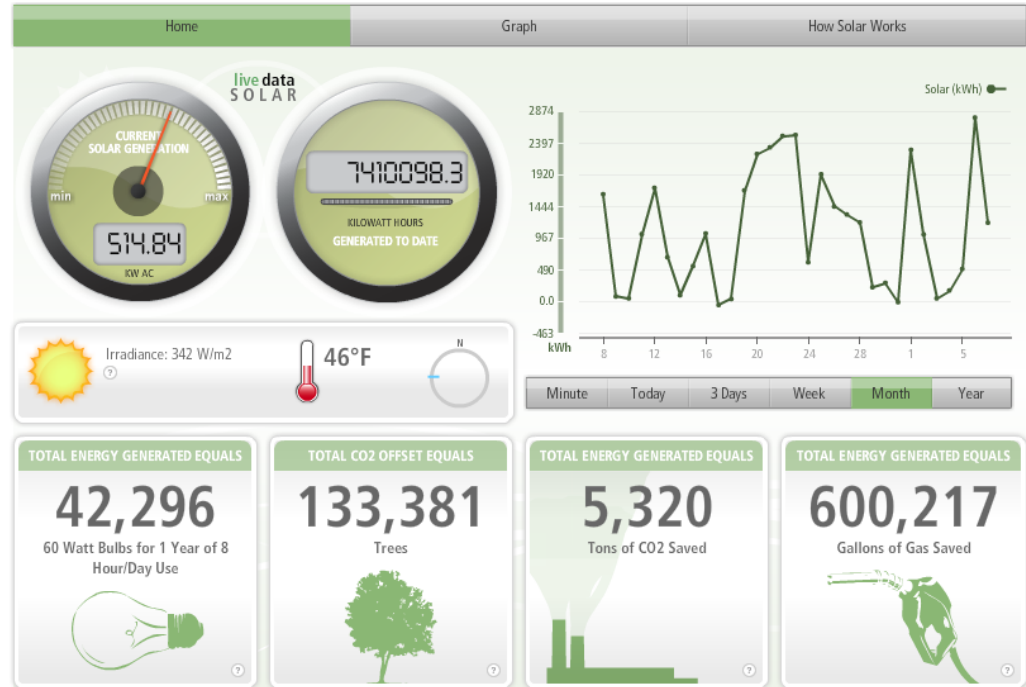 Home
Graph
How Solar Works
live data
SOLAR
CURRENT
SOLAR GENERATION
min
max
514.84
KW AC
7410098.3
KILOWATT HOURS
GENERATED TO DATE
Solar (kWh)
2874
2397
1920
1444
967
490
0.0
-463
kWh
8 12 16 20 24 28 1 5
Irradiance: 342 W/m2
?
46°F
N
Minute
Today
3 Days
Week
Month
Year
TOTAL ENERGY GENERATED EQUALS
42,296
60 Watt Bulbs for 1 Year of 8
Hour/Day Use
?
TOTAL CO2 OFFSET EQUALS
133,381
Trees
?
TOTAL ENERGY GENERATED EQUALS
5,320
Tons of CO2 Saved
?
TOTAL ENERGY GENERATED EQUALS
600,217
Gallons of Gas Saved
?